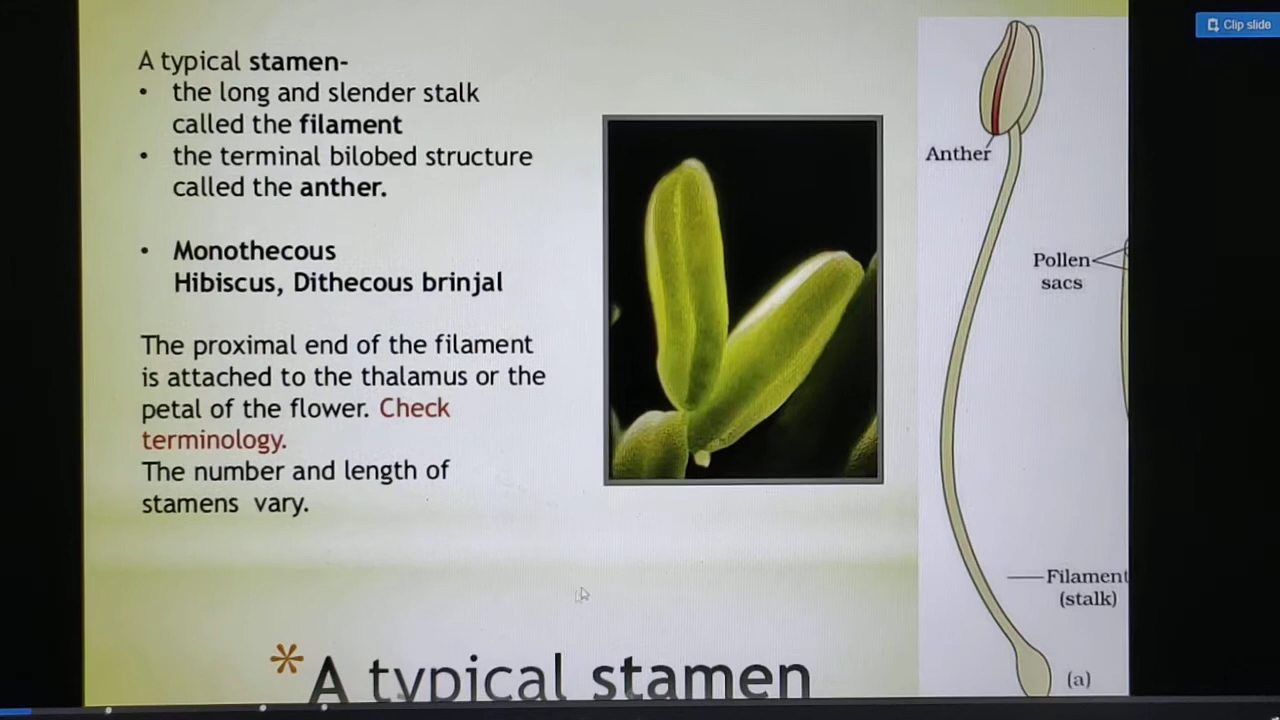 Clip slide
A typical stamen-
• the long and slender stalk
called the filament
• the terminal bilobed structure
called the anther.
• Monothecous
Hibiscus, Dithecous brinjal
The proximal end of the filament
is attached to the thalamus or the
petal of the flower. Check
terminology.
The number and length of
stamens vary.
Anther
Pollen
sacs
Filament
(stalk)
(a)
*A typical stamen